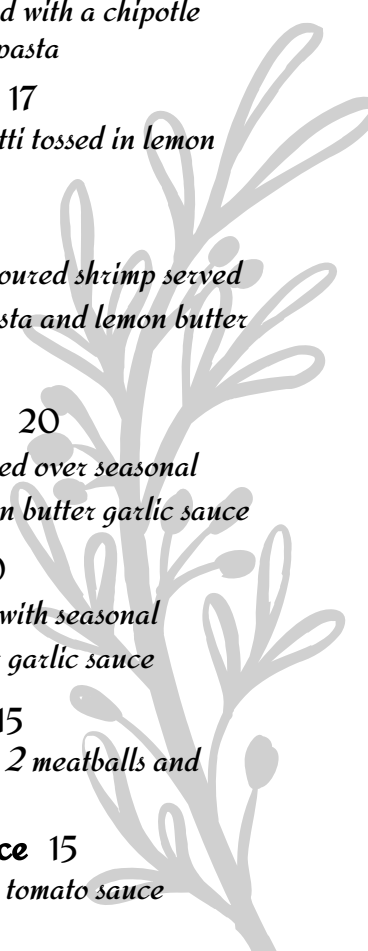 d with a chipotle
pasta
17
tti tossed in lemon
oured shrimp served
sta and lemon butter
20
ed over seasonal
n butter garlic sauce
with seasonal
garlic sauce
15
2 meatballs and
ce 15
tomato sauce